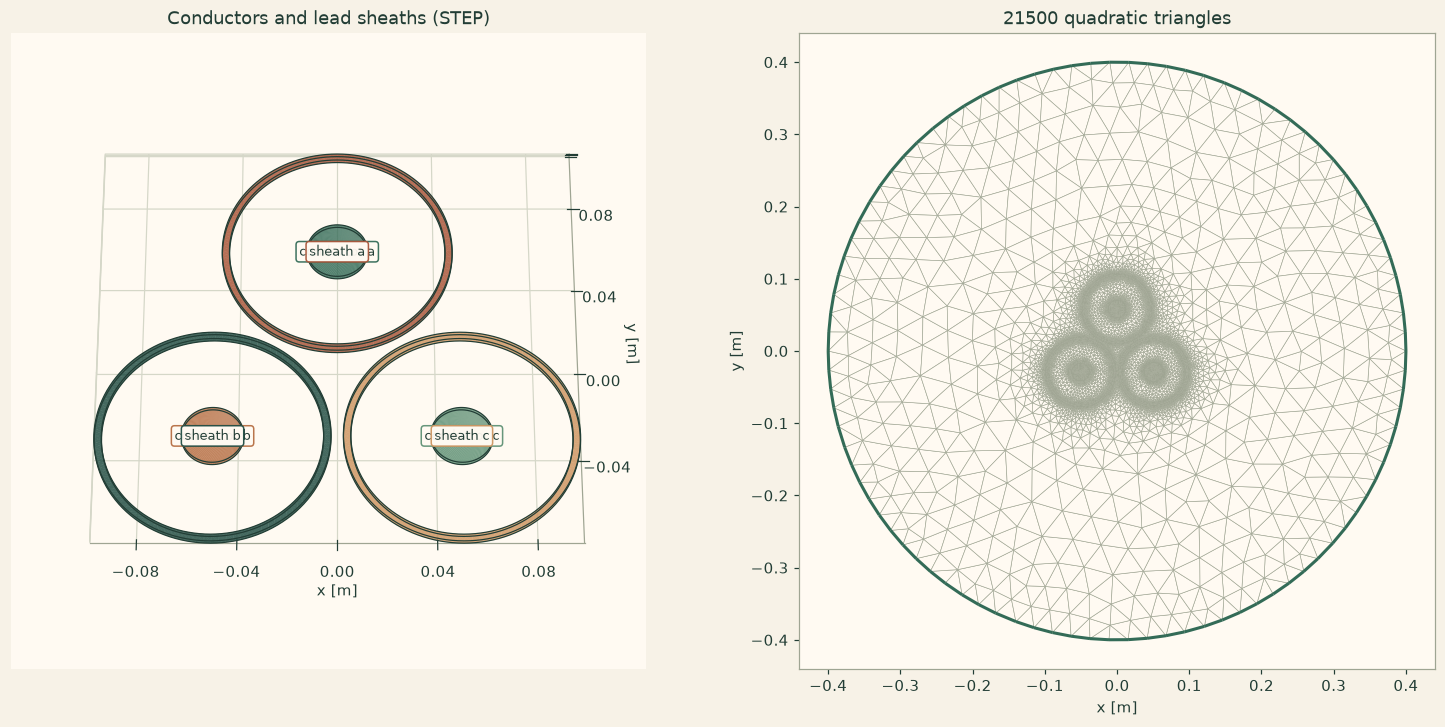 Conductors and lead sheaths (STEP)
0.08
0.04
0.00
−0.04
y [m]
sheath a
a
c
sheath b
b
c
sheath c
c
−0.08
−0.04
0.00
0.04
0.08
x [m]
21500 quadratic triangles
0.4
0.3
0.2
0.1
0.0
−0.1
−0.2
−0.3
−0.4
y [m]
−0.4
−0.3
−0.2
−0.1
0.0
0.1
0.2
0.3
0.4
x [m]